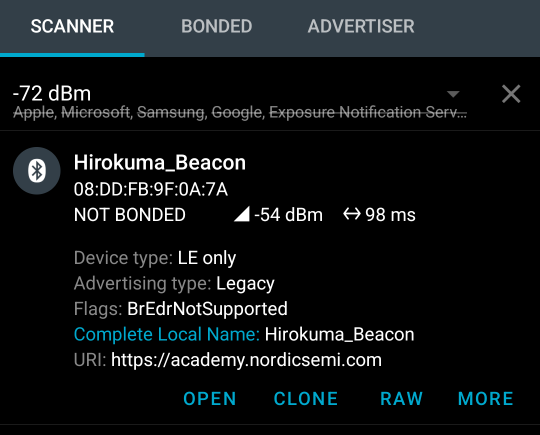 SCANNER BONDED ADVERTISER
-72 dBm
Apple, Microsoft, Samsung, Google, Exposure Notification Serv...
Hirokuma_Beacon
08:DD:FB:9F:0A:7A
NOT BONDED -54 dBm 98 ms
Device type: LE only
Advertising type: Legacy
Flags: BrEdrNotSupported
Complete Local Name: Hirokuma_Beacon
URI: https://academy.nordicsemi.com
OPEN CLONE RAW MORE